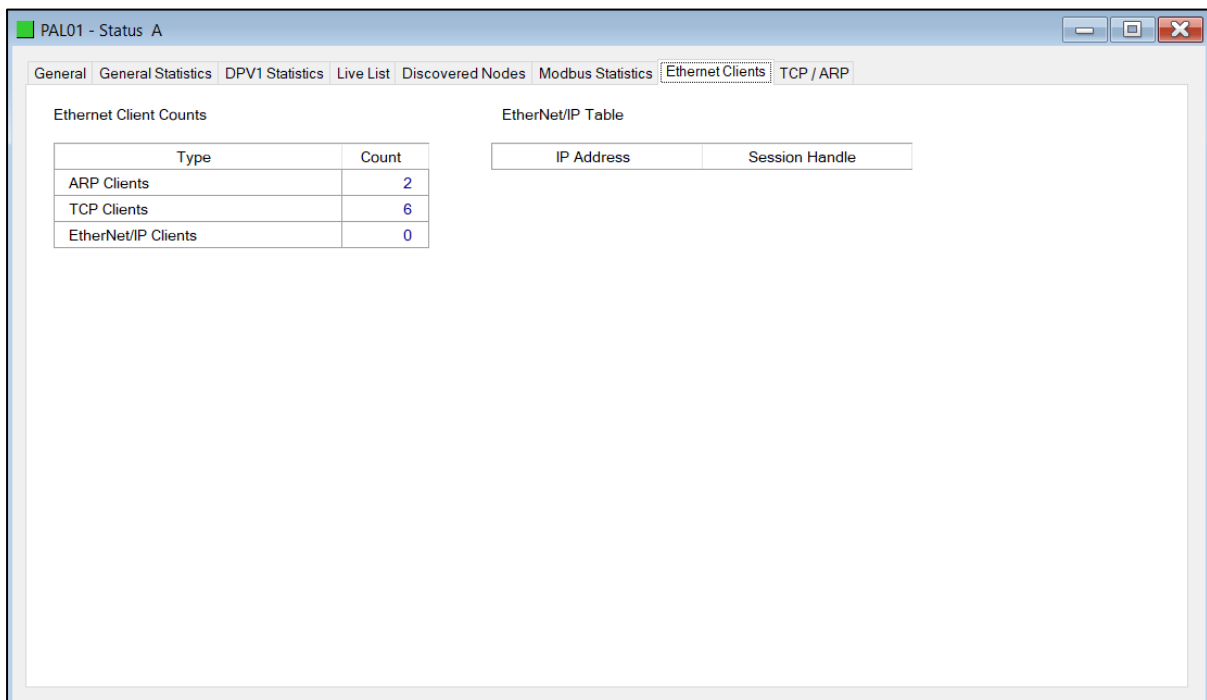 PAL01 - Status A
General General Statistics DPV1 Statistics Live List Discovered Nodes Modbus Statistics Ethernet Clients TCP / ARP
Ethernet Client Counts EtherNet/IP Table
Type Count IP Address Session Handle
ARP Clients 2
TCP Clients 6
EtherNet/IP Clients 0